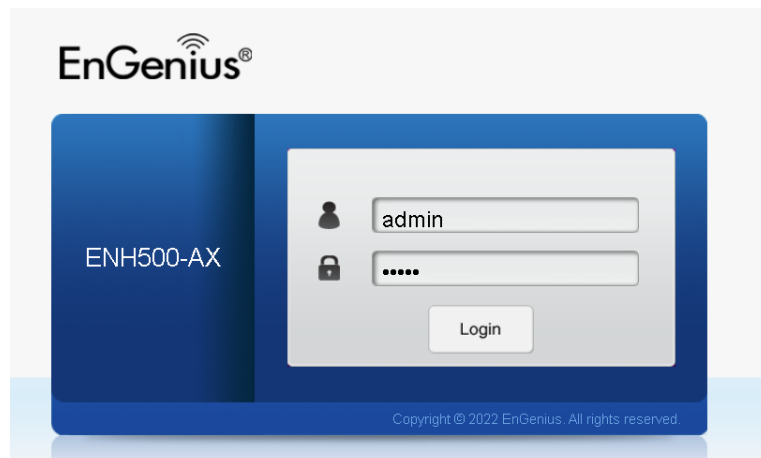 EnGenius®
ENH500-AX
admin
•••••
Login
Copyright © 2022 EnGenius. All rights reserved.